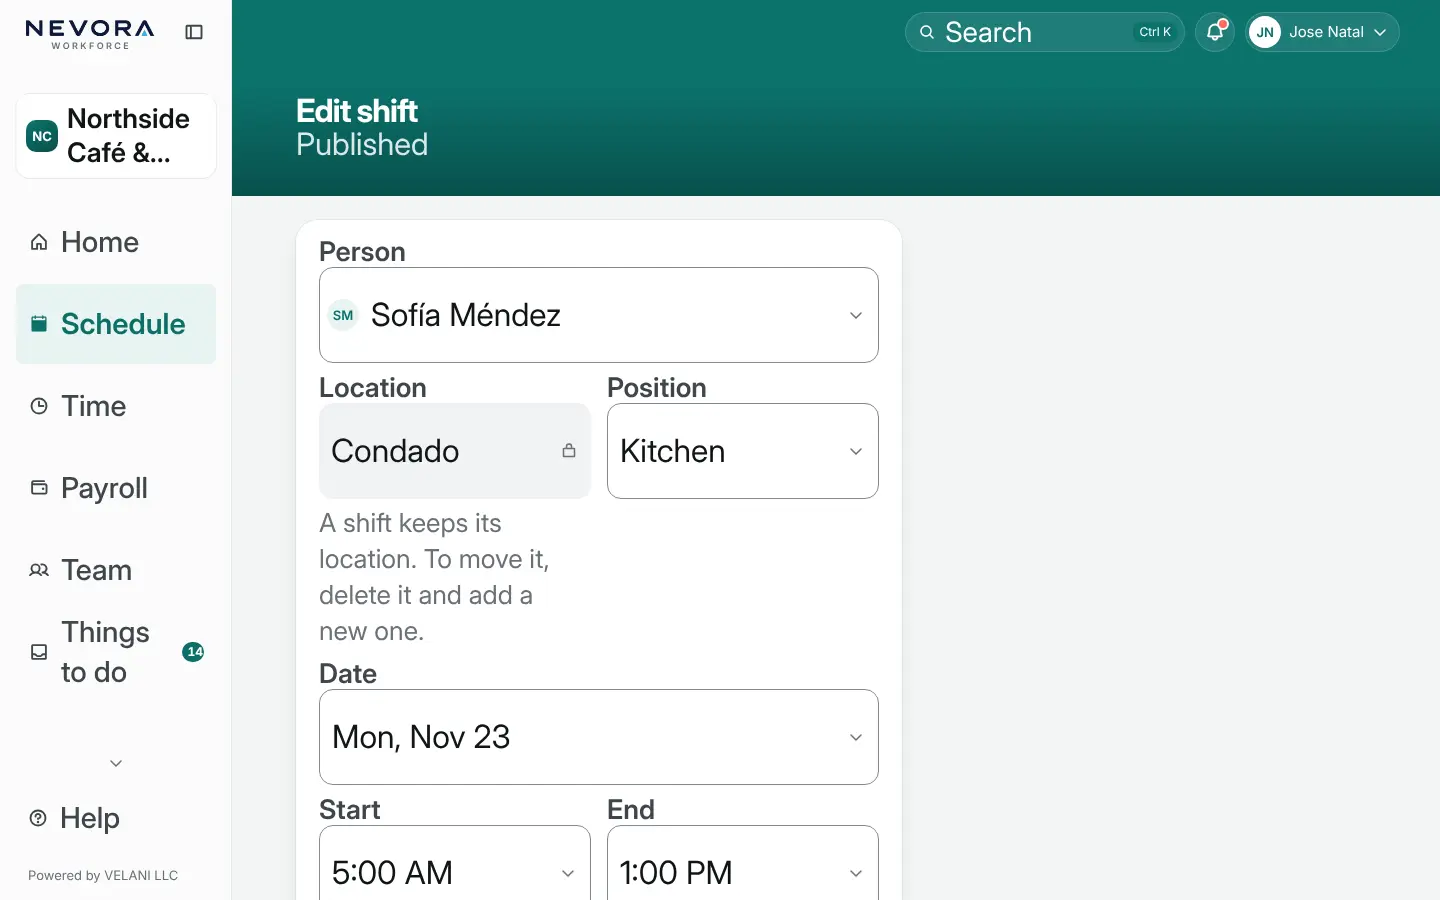 NEVORA
WORKFORCE
NC
Northside
Café &...
Home
Schedule
Time
Payroll
Team
Things
to do
14
Help
Powered by VELANI LLC
Search
Ctrl K
JN
Jose Natal
Edit shift
Published
Person
SM
Sofía Méndez
Location
Position
Condado
Kitchen
A shift keeps its
location. To move it,
delete it and add a
new one.
Date
Mon, Nov 23
Start
End
5:00 AM
1:00 PM